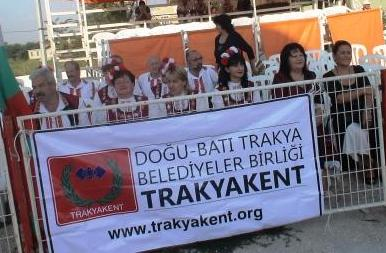 DOĞU-BATI TRAKYA
BELEDİYELER BİRLİĞİ
TRAKYAKENT
TRAKYAKENT
www.trakyakent.org